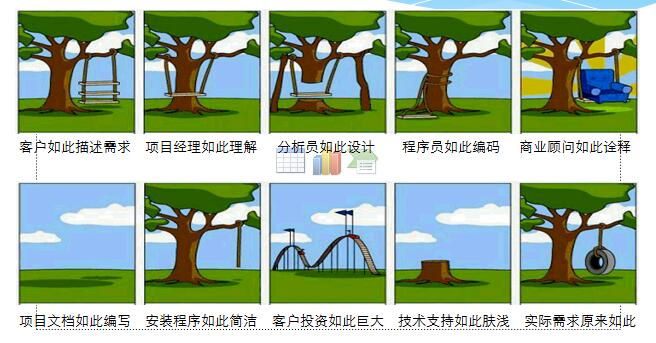 客户如此描述需求
项目经理如此理解
分析员如此设计
程序员如此编码
商业顾问如此诠释
项目文档如此编写
安装程序如此简洁
客户投资如此巨大
技术支持如此肤浅
实际需求原来如此